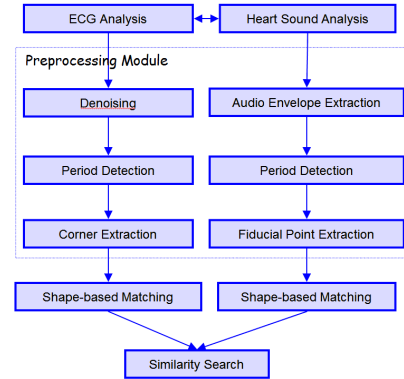 ECG Analysis
Heart Sound Analysis
Preprocessing Module
Denoising
Audio Envelope Extraction
Period Detection
Period Detection
Corner Extraction
Fiducial Point Extraction
Shape-based Matching
Shape-based Matching
Similarity Search